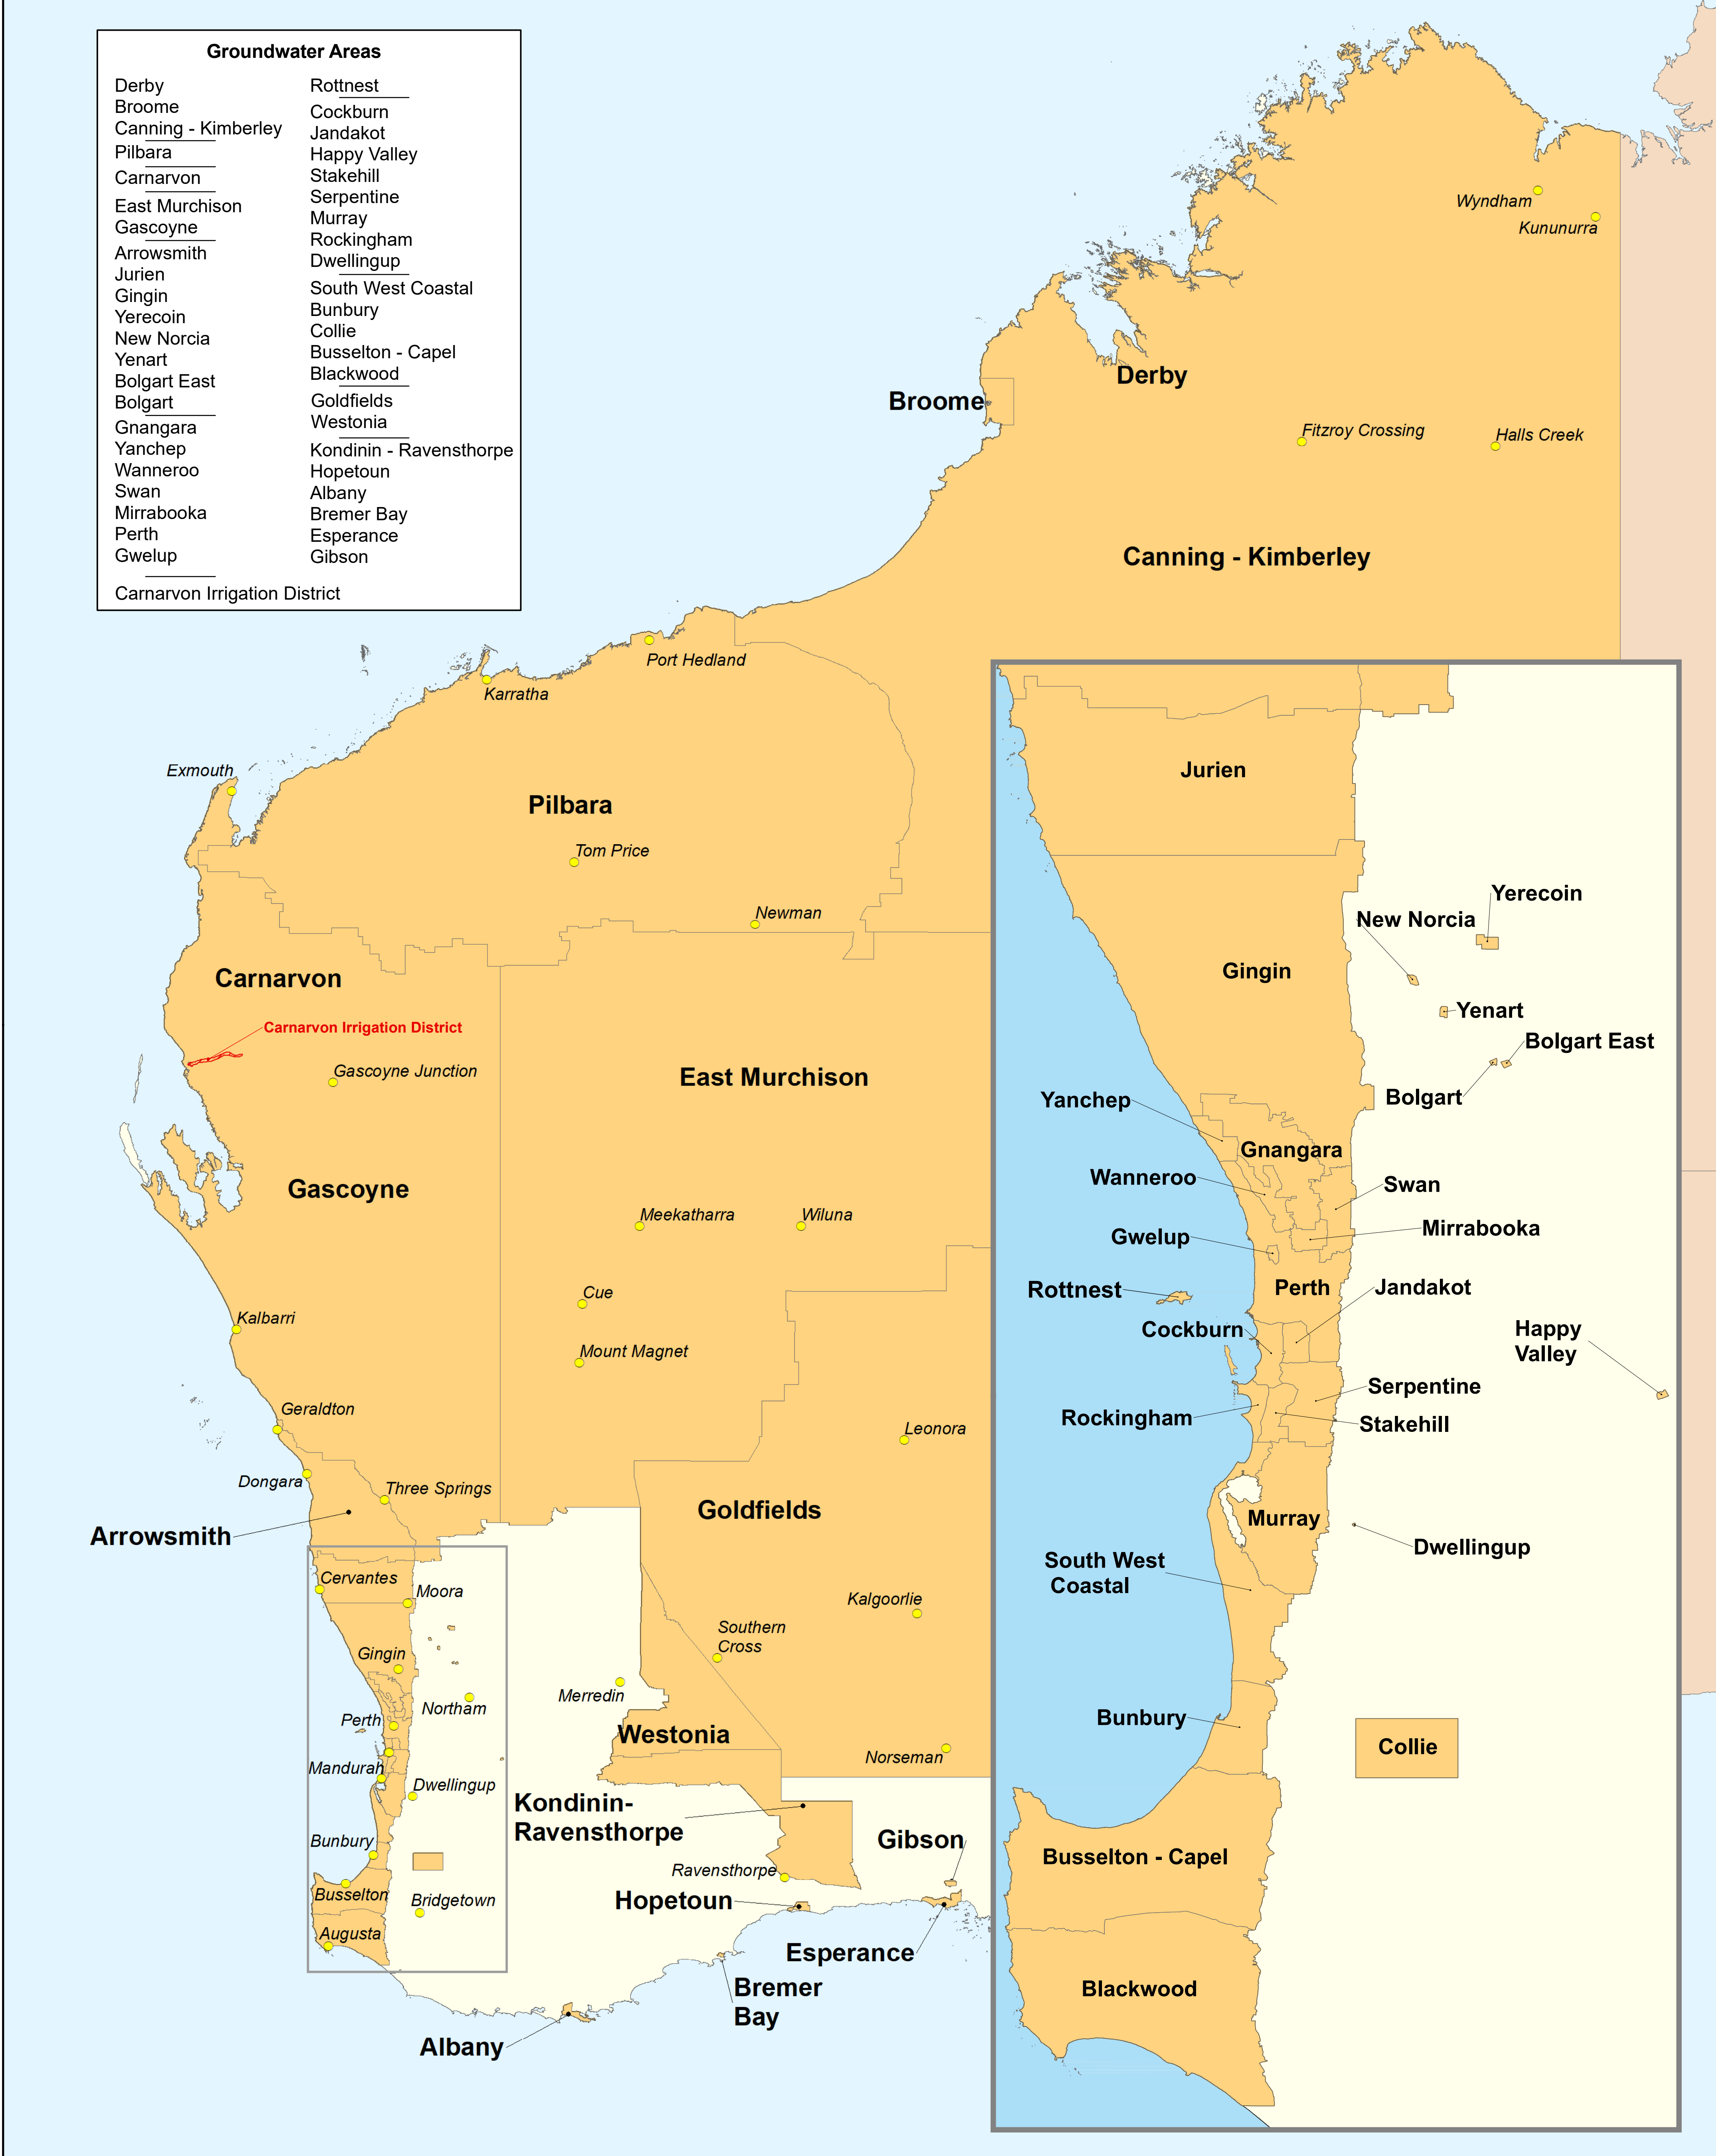 Groundwater Areas
Derby
Broome
Canning - Kimberley
Pilbara
Carnarvon
East Murchison
Gascoyne
Arrowsmith
Jurien
Gingin
Yerecoin
New Norcia
Yenart
Bolgart East
Bolgart
Gnangara
Yanchep
Wanneroo
Swan
Mirrabooka
Perth
Gwelup
Carnarvon Irrigation District
Rottnest
Cockburn
Jandakot
Happy Valley
Stakehill
Serpentine
Murray
Rockingham
Dwellingup
South West Coastal
Bunbury
Collie
Busselton - Capel
Blackwood
Goldfields
Westonia
Kondinin - Ravensthorpe
Hopetoun
Albany
Bremer Bay
Esperance
Gibson
Wyndham
Kununurra
Derby
Broome
Fitzroy Crossing
Halls Creek
Canning - Kimberley
Port Hedland
Karratha
Exmouth
Pilbara
Tom Price
Newman
Carnarvon
Carnarvon Irrigation District
Gascoyne Junction
East Murchison
Gascoyne
Meekatharra
Wiluna
Cue
Kalbarri
Mount Magnet
Geraldton
Leonora
Dongara
Three Springs
Goldfields
Arrowsmith
Cervantes
Moora
Kalgoorlie
Southern
Cross
Gingin
Merredin
Northam
Perth
Westonia
Norseman
Mandurah
Dwellingup
Kondinin-
Ravensthorpe
Bunbury
Gibson
Ravensthorpe
Busselton
Bridgetown
Hopetoun
Augusta
Esperance
Bremer
Bay
Albany
Jurien
Yerecoin
New Norcia
Gingin
Yenart
Bolgart East
Bolgart
Yanchep
Gnangara
Wanneroo
Swan
Mirrabooka
Gwelup
Perth
Jandakot
Rottnest
Cockburn
Happy
Valley
Serpentine
Rockingham
Stakehill
Murray
Dwellingup
South West
Coastal
Bunbury
Collie
Busselton - Capel
Blackwood